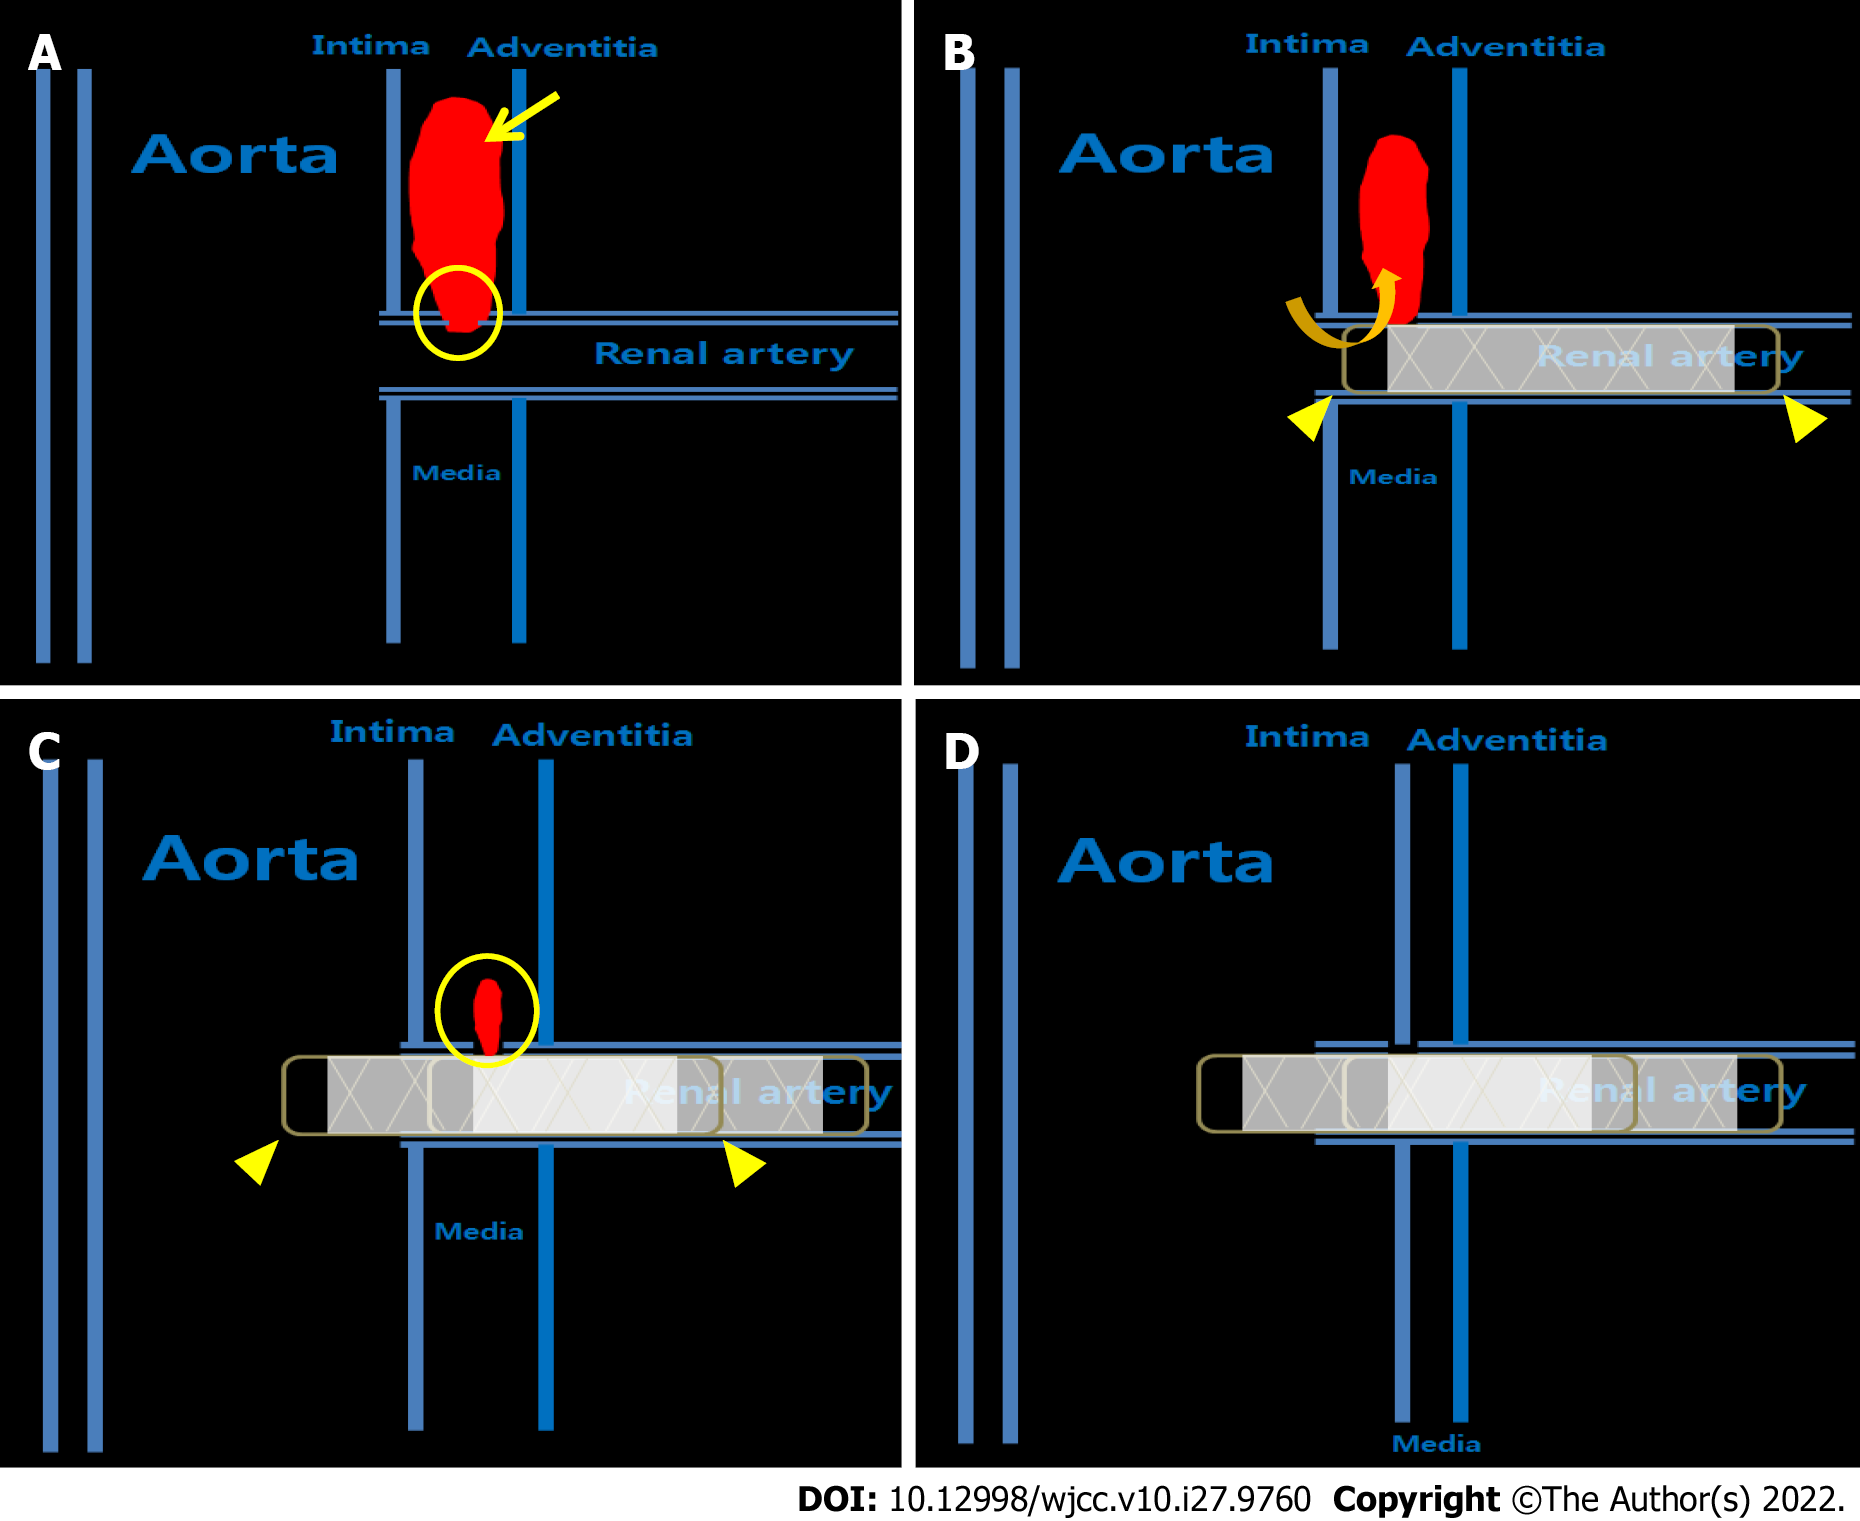 A
Intima Adventitia
Aorta
Renal artery
Media
B
Intima Adventitia
Aorta
Renal artery
Media
C
Intima Adventitia
Aorta
Renal artery
Media
D
Intima Adventitia
Aorta
Renal artery
Media
DOI: 10.12998/wjcc.v10.i27.9760 Copyright ©The Author(s) 2022.